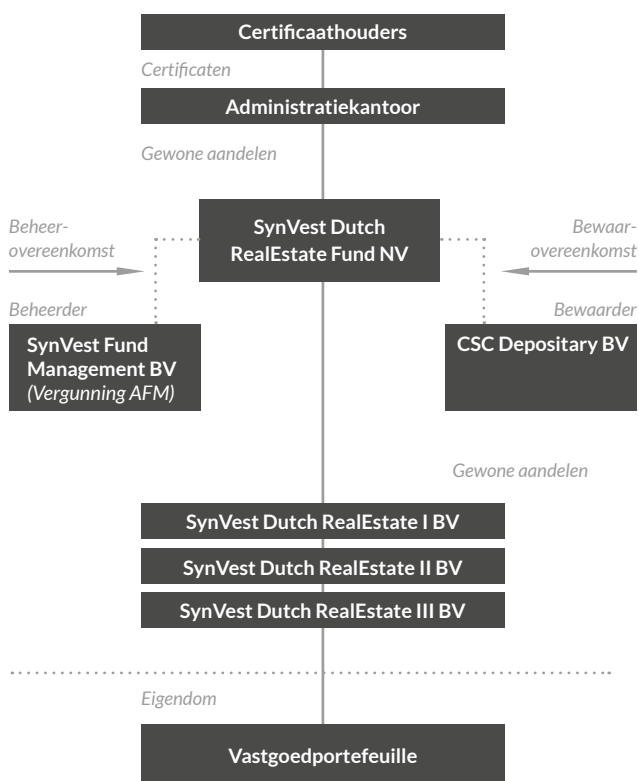 Certificaathouders
Certificaten
Administratiekantoor
Gewone aandelen
SynVest Dutch
RealEstate Fund NV
Beheer-
overeenkomst
Bewaar-
overeenkomst
Beheerder
SynVest Fund
Management BV
(Vergunning AFM)
Bewaarder
CSC Depositary BV
Gewone aandelen
SynVest Dutch RealEstate I BV
SynVest Dutch RealEstate II BV
SynVest Dutch RealEstate III BV
Eigendom
Vastgoedportefeuille